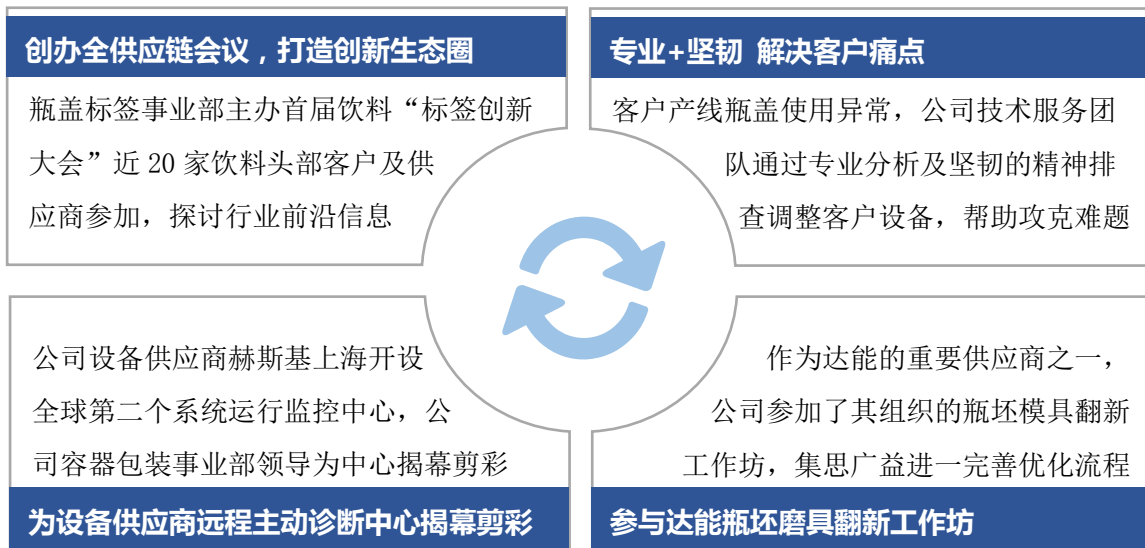 创办全供应链会议，打造创新生态圈
瓶盖标签事业部主办首届饮料“标签创新
大会”近 20 家饮料头部客户及供
应商参加，探讨行业前沿信息
专业+坚韧 解决客户痛点
客户产线瓶盖使用异常，公司技术服务团
队通过专业分析及坚韧的精神排
查调整客户设备，帮助攻克难题
公司设备供应商赫斯基上海开设
全球第二个系统运行监控中心，公
司容器包装事业部领导为中心揭幕剪彩
为设备供应商远程主动诊断中心揭幕剪彩
作为达能的重要供应商之一，
公司参加了其组织的瓶坯模具翻新
工作坊，集思广益进一完善优化流程
参与达能瓶坯磨具翻新工作坊